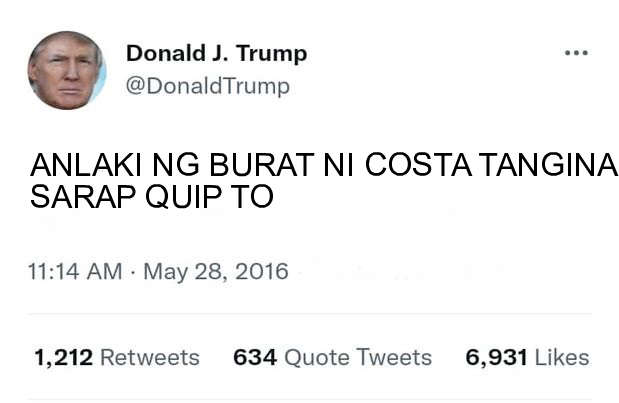 Donald J. Trump
@DonaldTrump
ANLAKI NG BURAT NI COSTA TANGINA
SARAP QUIP TO
11:14 AM · May 28, 2016
1,212 Retweets 634 Quote Tweets 6,931 Likes